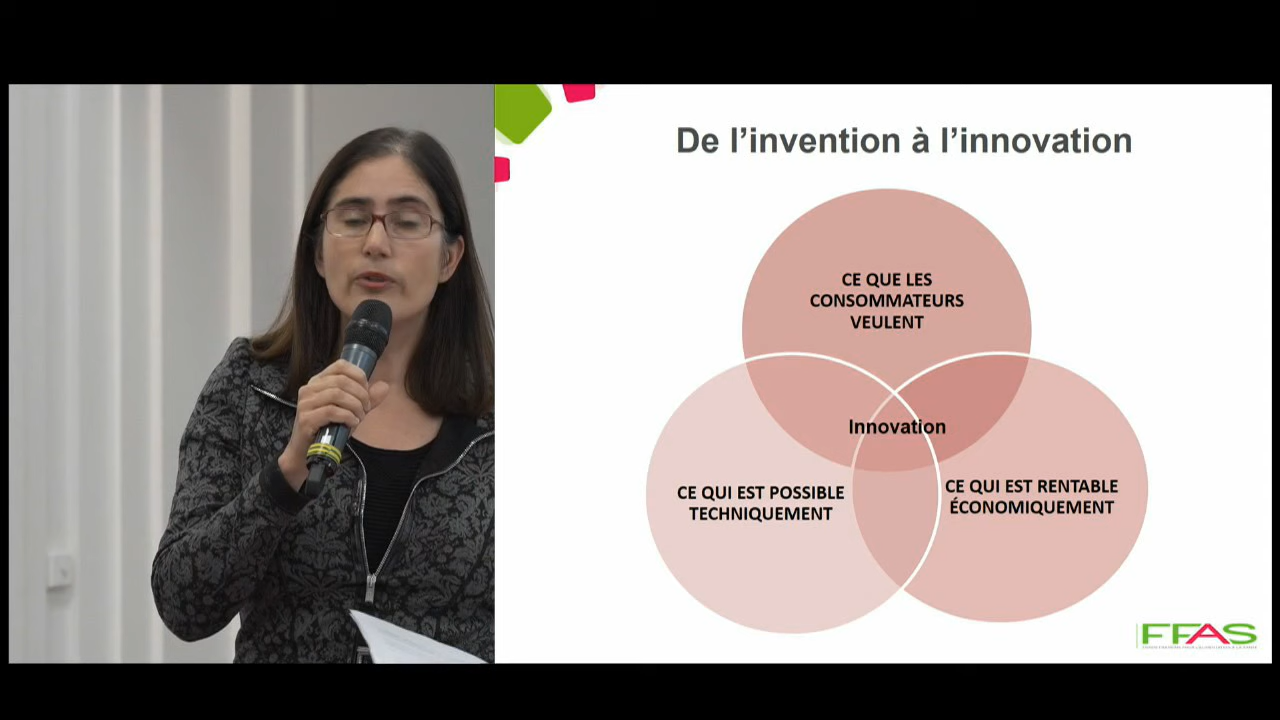 De l’invention à l’innovation
CE QUE LES
CONSOMMATEURS
VEULENT
Innovation
CE QUI EST POSSIBLE
TECHNIQUEMENT
CE QUI EST RENTABLE
ÉCONOMIQUEMENT
FFAS